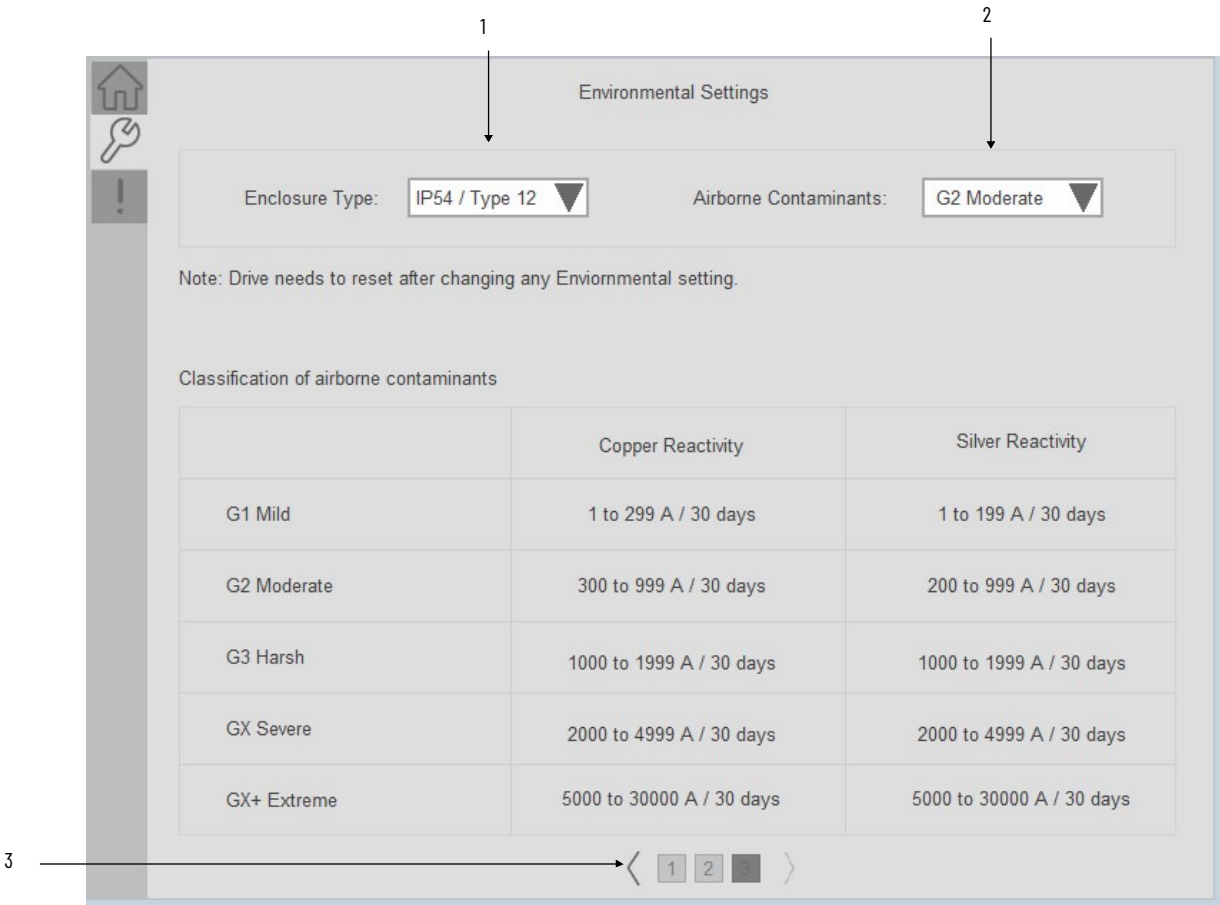 1
2
Environmental Settings
Enclosure Type: IP54 / Type 12 Airborne Contaminants: G2 Moderate
Note: Drive needs to reset after changing any Enviornmental setting.
Classification of airborne contaminants
Copper Reactivity Silver Reactivity
G1 Mild 1 to 299 A / 30 days 1 to 199 A / 30 days
G2 Moderate 300 to 999 A / 30 days 200 to 999 A / 30 days
G3 Harsh 1000 to 1999 A / 30 days 1000 to 1999 A / 30 days
GX Severe 2000 to 4999 A / 30 days 2000 to 4999 A / 30 days
GX+ Extreme 5000 to 30000 A / 30 days 5000 to 30000 A / 30 days
3
1 2 3